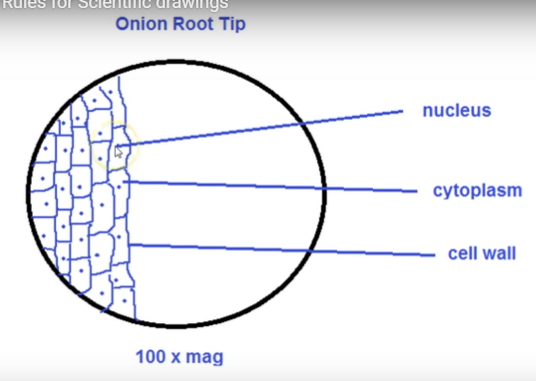 Rules for Scientific drawings
Onion Root Tip
nucleus
cytoplasm
cell wall
100 x mag